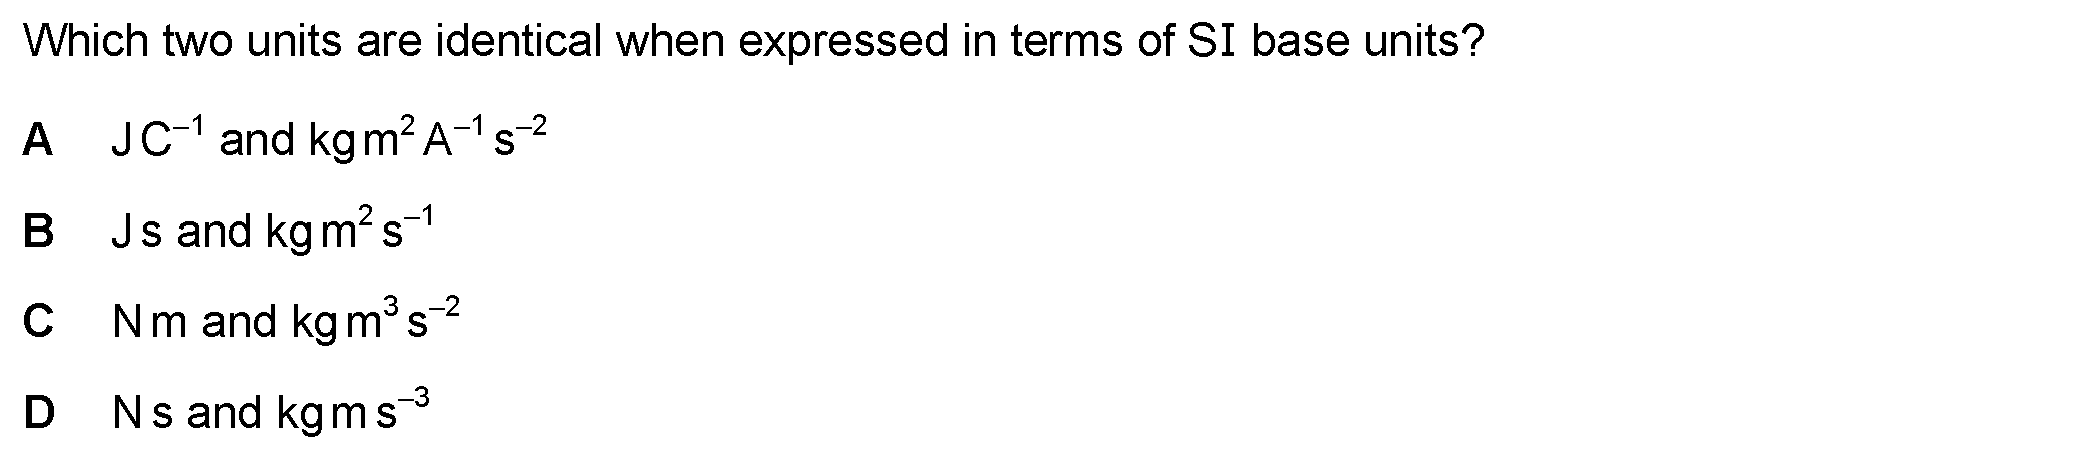 Which two units are identical when expressed in terms of SI base units?
A J C⁻¹ and kg m² A⁻¹ s⁻²
B J s and kg m² s⁻¹
C N m and kg m³ s⁻²
D N s and kg m s⁻³